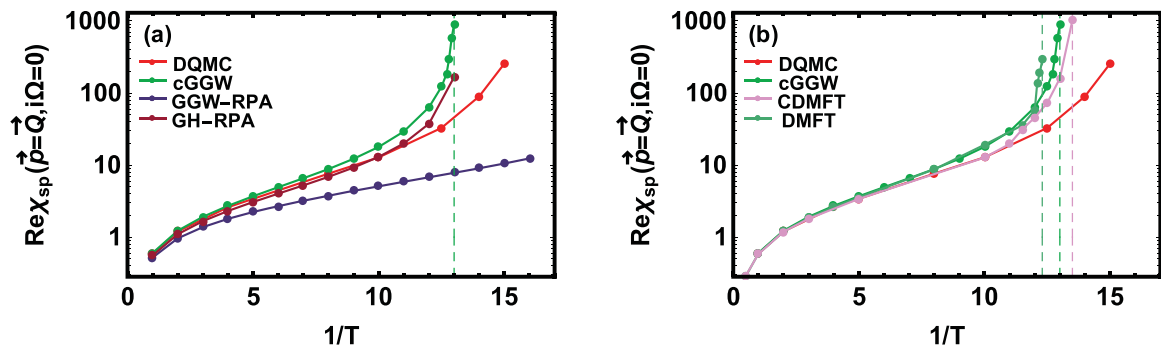 (a)
DQMC
cGGW
GGW−RPA
GH−RPA
1000
100
10
1
0 5 10 15
1/T
Reχsp(p⃗=Q⃗,iΩ=0)
(b)
DQMC
cGGW
CDMFT
DMFT
1000
100
10
1
0 5 10 15
1/T
Reχsp(p⃗=Q⃗,iΩ=0)